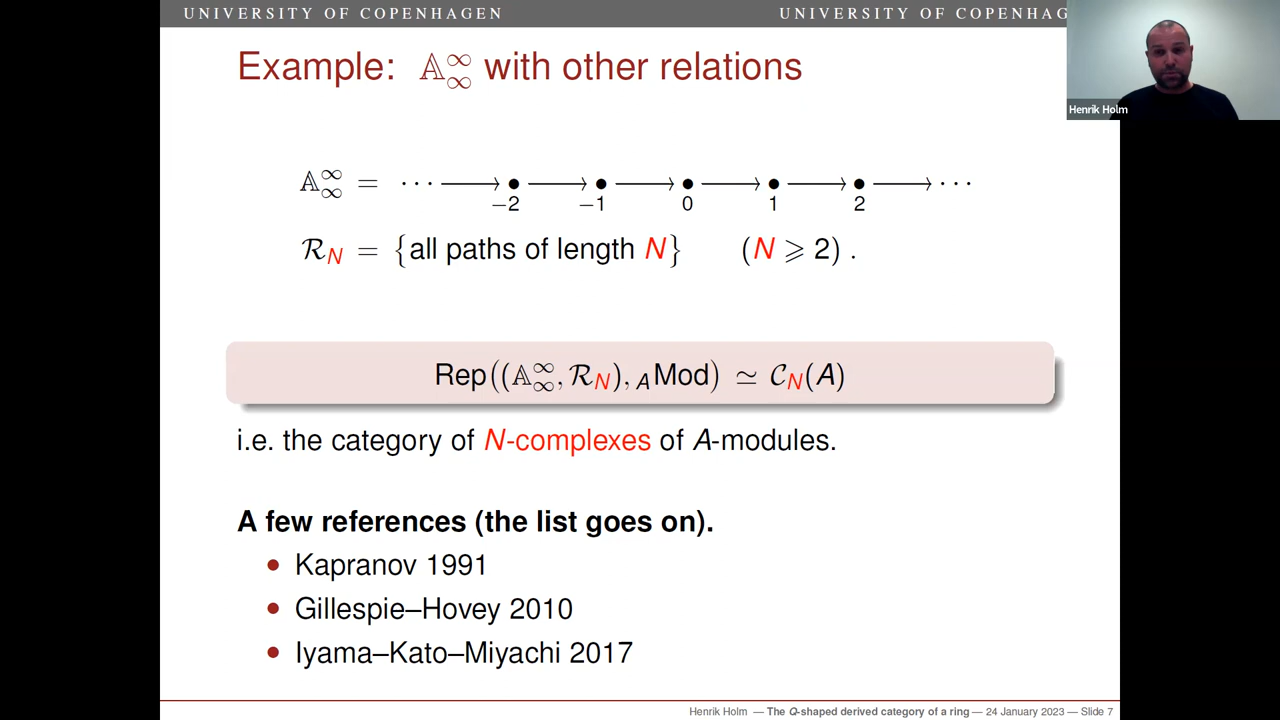 UNIVERSITY OF COPENHAGEN
UNIVERSITY OF COPENHAG
Henrik Holm
Example: 𝔸^∞_∞ with other relations
𝔸^∞_∞ = ⋯ ⟶ • ⟶ • ⟶ • ⟶ • ⟶ • ⟶ ⋯
−2 −1 0 1 2
ℛ_N = {all paths of length N} (N ⩾ 2) .
Rep((𝔸^∞_∞, ℛ_N), _A Mod) ≃ 𝒞_N(A)
i.e. the category of N-complexes of A-modules.
A few references (the list goes on).
• Kapranov 1991
• Gillespie–Hovey 2010
• Iyama–Kato–Miyachi 2017
Henrik Holm — The Q-shaped derived category of a ring — 24 January 2023 — Slide 7